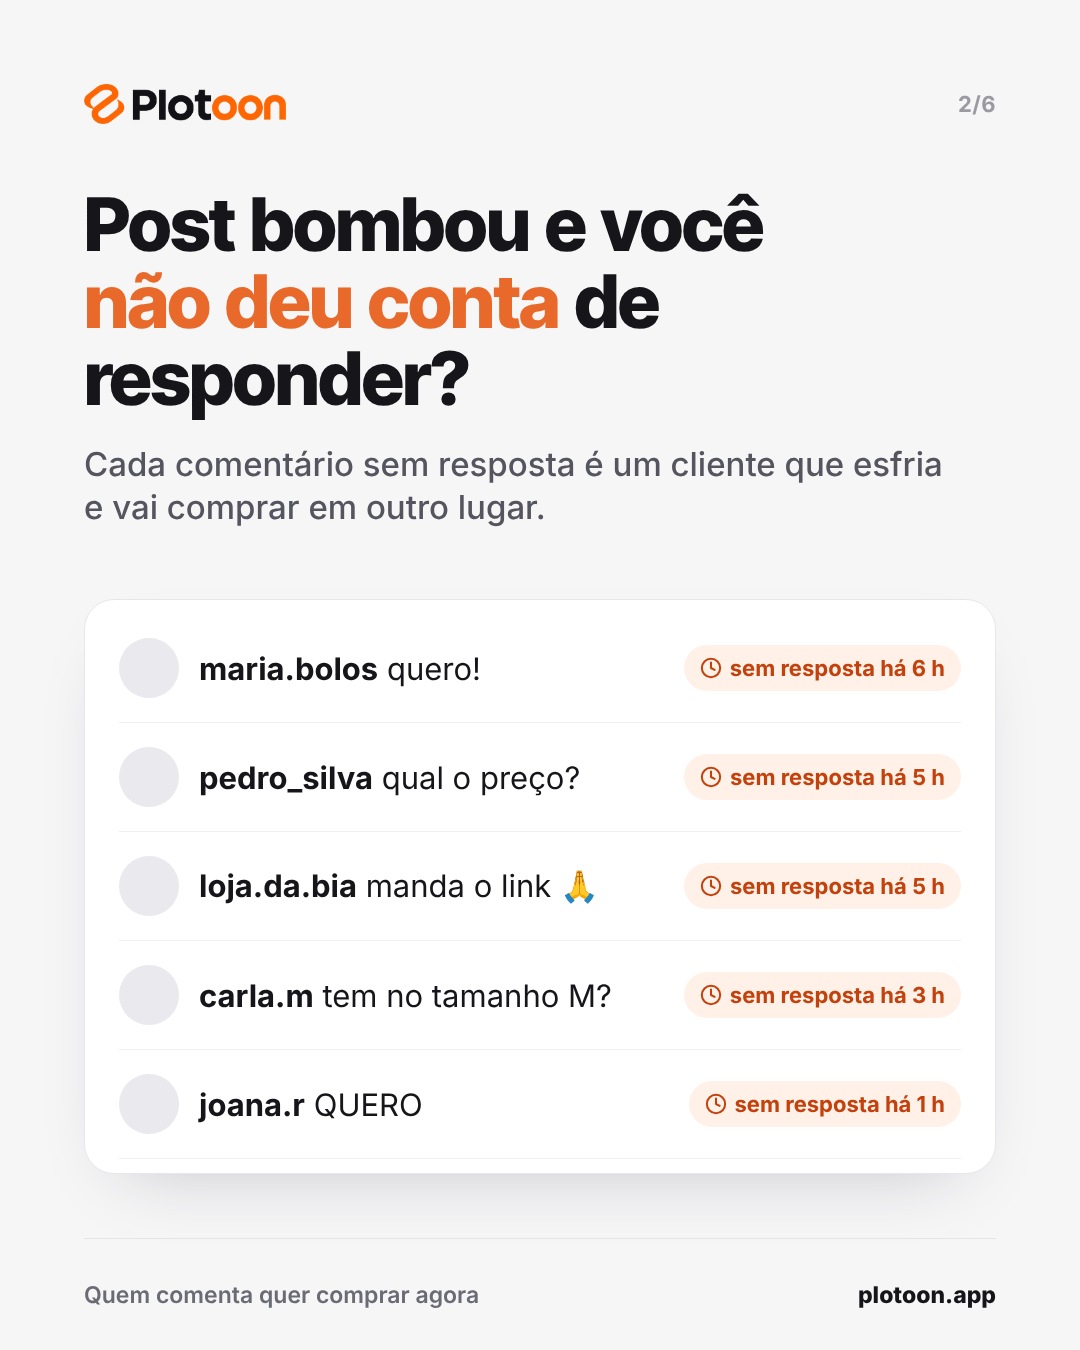 Plotoon
2/6
Post bombou e você
não deu conta de
responder?
Cada comentário sem resposta é um cliente que esfria
e vai comprar em outro lugar.
maria.bolos quero!
sem resposta há 6 h
pedro_silva qual o preço?
sem resposta há 5 h
loja.da.bia manda o link 🙏
sem resposta há 5 h
carla.m tem no tamanho M?
sem resposta há 3 h
joana.r QUERO
sem resposta há 1 h
Quem comenta quer comprar agora
plotoon.app